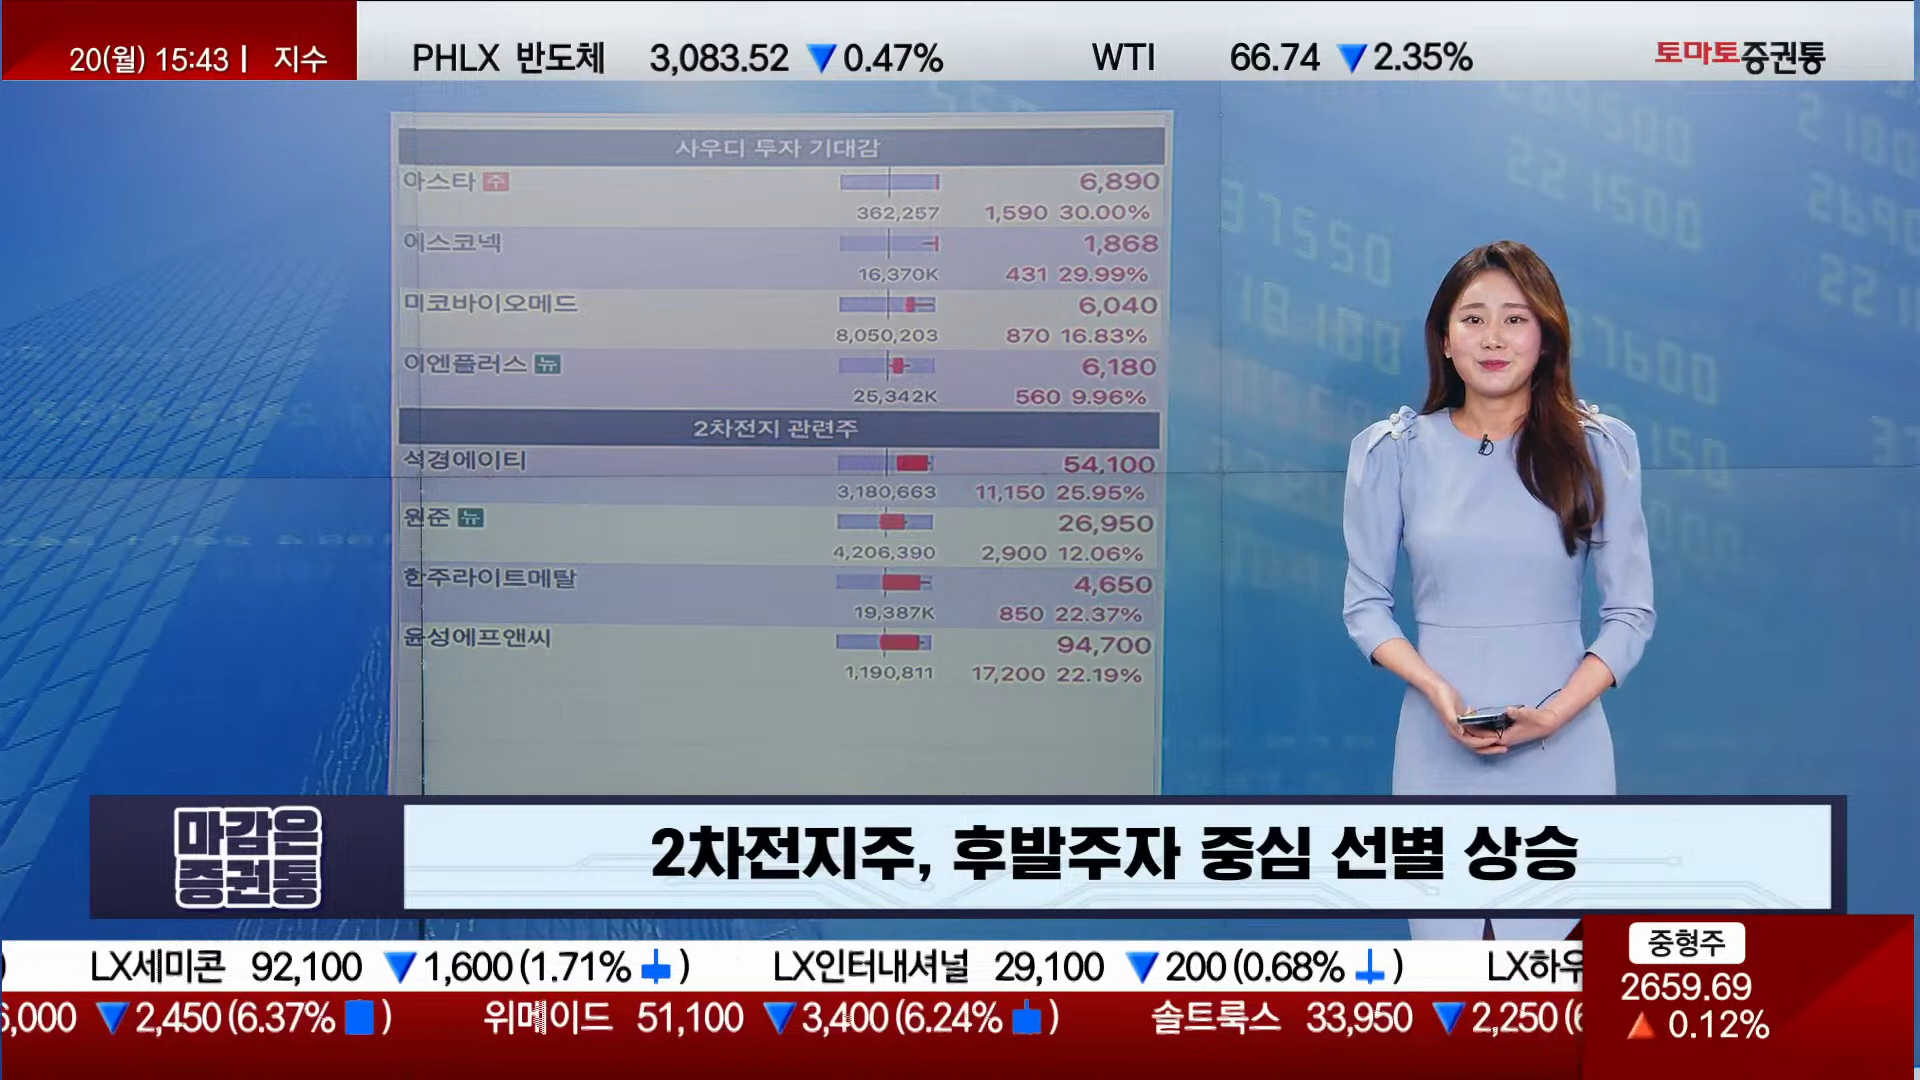 20(월) 15:43 | 지수
PHLX 반도체 3,083.52 ▼0.47%
WTI 66.74 ▼2.35%
토마토증권통
사우디 투자 기대감
아스타 주 6,890
362,257 1,590 30.00%
에스코넥 1,868
16,370K 431 29.99%
미코바이오메드 6,040
8,050,203 870 16.83%
이엔플러스 뉴 6,180
25,342K 560 9.96%
2차전지 관련주
석경에이티 54,100
3,180,663 11,150 25.95%
원준 뉴 26,950
4,206,390 2,900 12.06%
한주라이트메탈 4,650
19,387K 850 22.37%
윤성에프앤씨 94,700
1,190,811 17,200 22.19%
마감은
증권통
2차전지주, 후발주자 중심 선별 상승
) LX세미콘 92,100 ▼1,600 (1.71%) LX인터내셔널 29,100 ▼200 (0.68%) LX하우
6,000 ▼2,450 (6.37%) 위메이드 51,100 ▼3,400 (6.24%) 솔트룩스 33,950 ▼2,250 (6
중형주
2659.69
▲ 0.12%